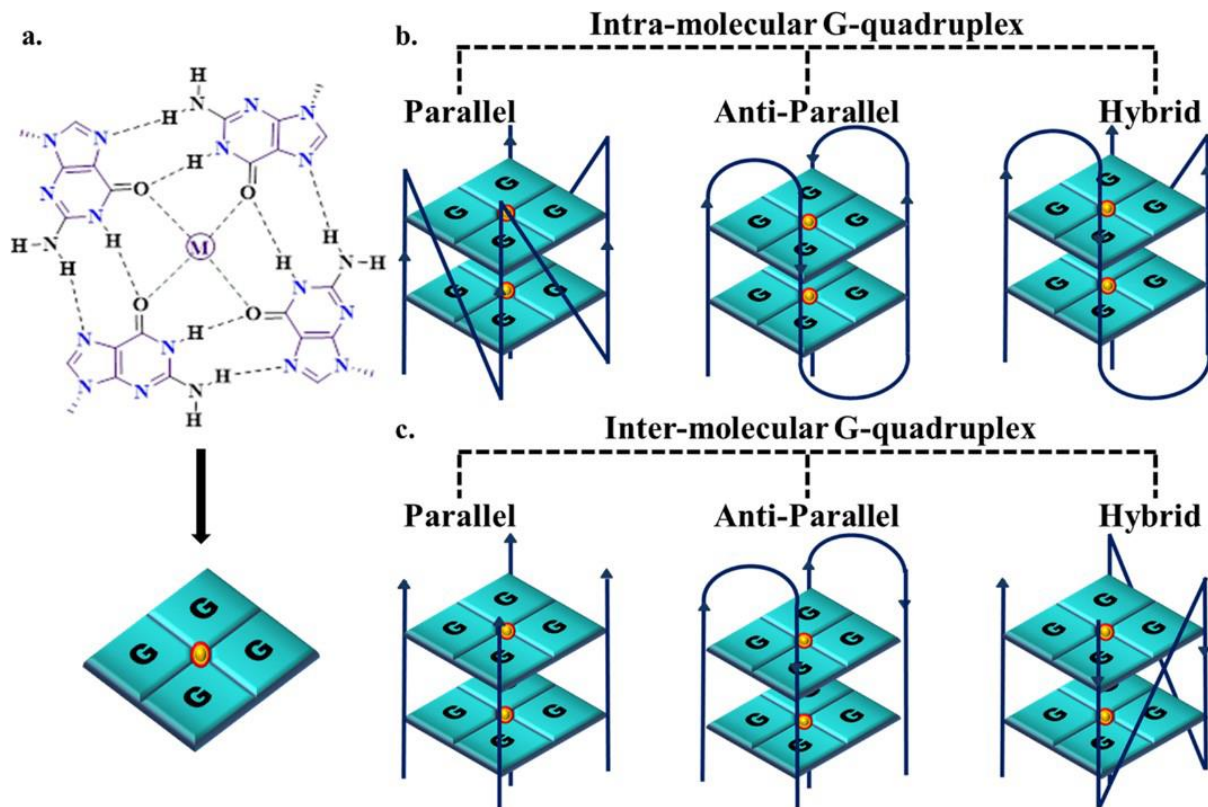 a.
H
N N N
H
N H N
N O O
N
H N H M H
H H N H
N
O O N
N H
N
H N N
N N N
H
G
G G
G
b.
Intra-molecular G-quadruplex
Parallel Anti-Parallel Hybrid
G G G
G G G G G G
G G G
G G G G G G
G G G
c.
Inter-molecular G-quadruplex
Parallel Anti-Parallel Hybrid
G G G
G G G G G G
G G G
G G G G G G
G G G